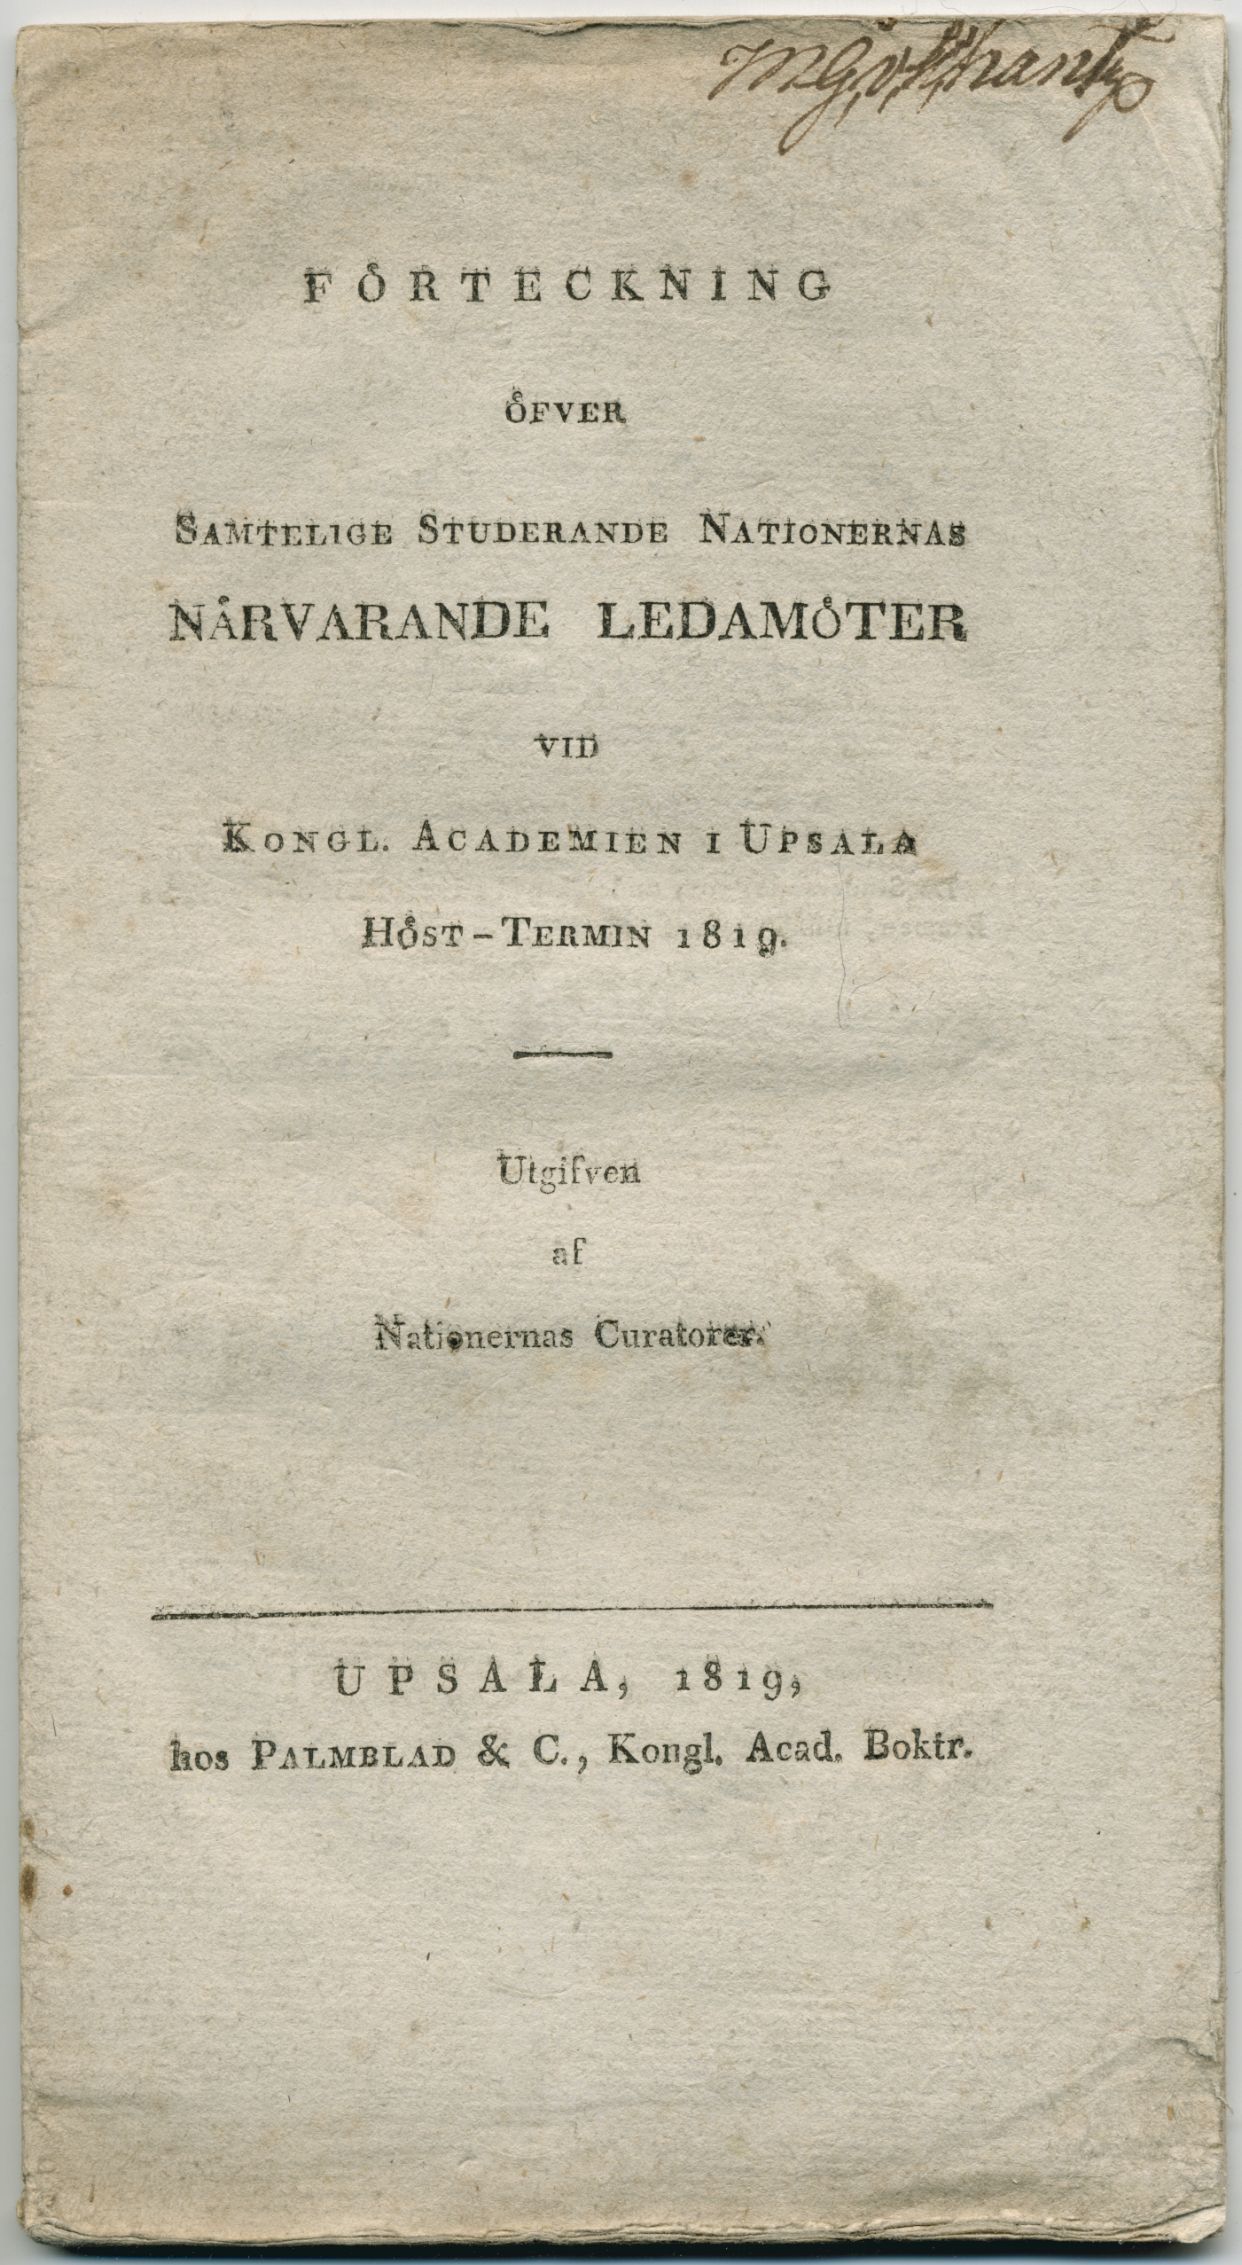 FÖRTECKNING
ÖFVER
SAMTELIGE STUDERANDE NATIONERNAS
NÄRVARANDE LEDAMÖTER
VID
KONGL. ACADEMIEN I UPSALA
HÖST-TERMIN 1819.
Utgifven
af
Nationernas Curatorer.
UPSALA, 1819,
hos PALMBLAD & C., Kongl. Acad. Boktr.